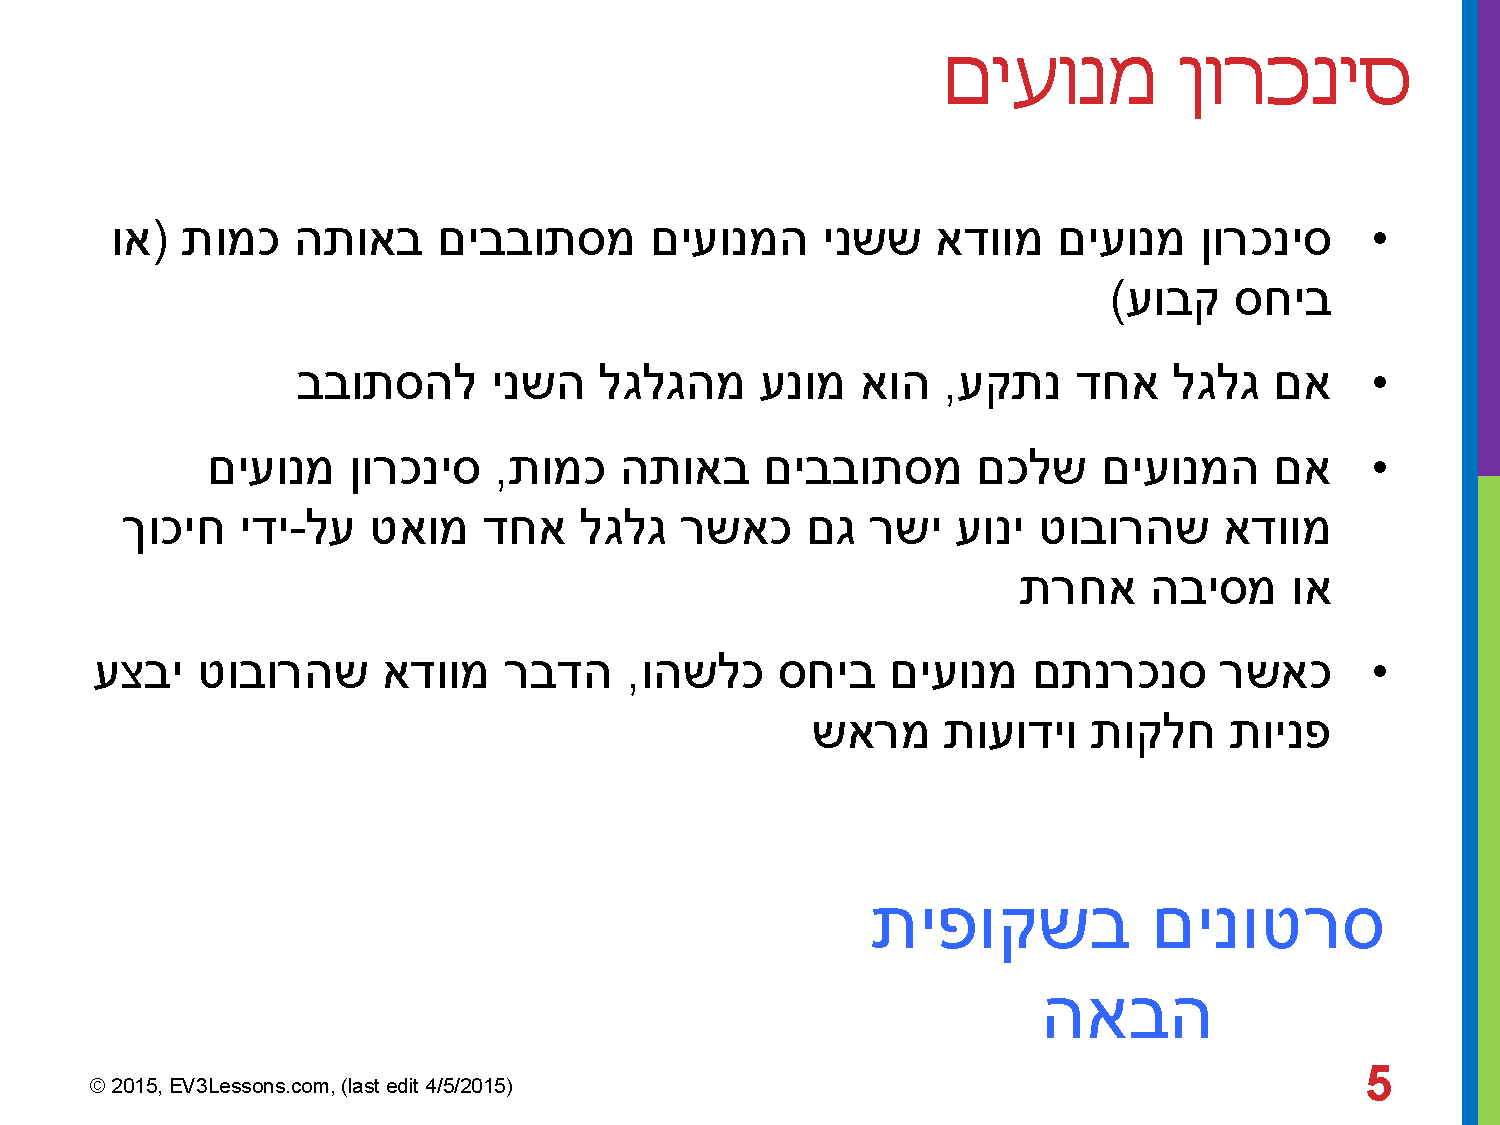 סינכרון מנועים
• סינכרון מנועים מוודא ששני המנועים מסתובבים באותה כמות (או
ביחס קבוע)
• אם גלגל אחד נתקע, הוא מונע מהגלגל השני להסתובב
• אם המנועים שלכם מסתובבים באותה כמות, סינכרון מנועים
מוודא שהרובוט ינוע ישר גם כאשר גלגל אחד מואט על-ידי חיכוך
או מסיבה אחרת
• כאשר סנכרנתם מנועים ביחס כלשהו, הדבר מוודא שהרובוט יבצע
פניות חלקות וידועות מראש
סרטונים בשקופית
הבאה
© 2015, EV3Lessons.com, (last edit 4/5/2015)
5